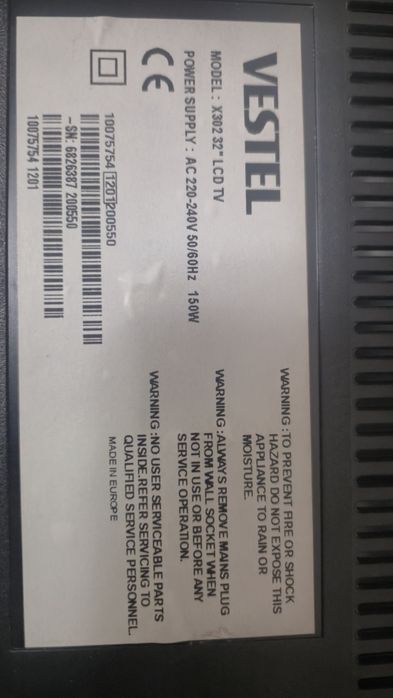 VESTEL
MODEL : X302 32" LCD TV
POWER SUPPLY : AC 220-240V 50/60Hz 150W
CE
10075754 1201 200550
~SN: 6826387 200550
10075754 1201
WARNING :TO PREVENT FIRE OR SHOCK
HAZARD DO NOT EXPOSE THIS
APPLIANCE TO RAIN OR
MOISTURE.
WARNING :ALWAYS REMOVE MAINS PLUG
FROM WALL SOCKET WHEN
NOT IN USE OR BEFORE ANY
SERVICE OPERATION.
WARNING :NO USER SERVICEABLE PARTS
INSIDE.REFER SERVICING TO
QUALIFIED SERVICE PERSONNEL.
MADE IN EUROPE